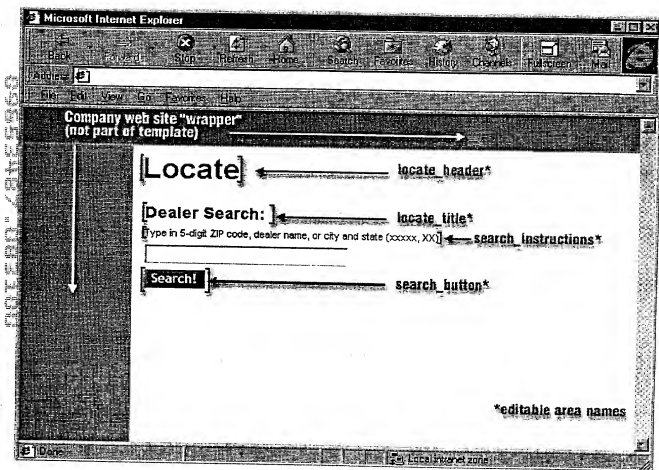 Microsoft Internet Explorer
Back Forward Stop Refresh Home Search Favorites History Channels Fullscreen Mail
Address
File Edit View Go Favorites Help
Company web site "wrapper"
(not part of template)
[Locate] locate_header*
[Dealer Search: ] locate_title*
[Type in 5-digit ZIP code, dealer name, or city and state (xxxxx, XX)] search_instructions*
[Search! ] search_button*
*editable area names
Done Local intranet zone